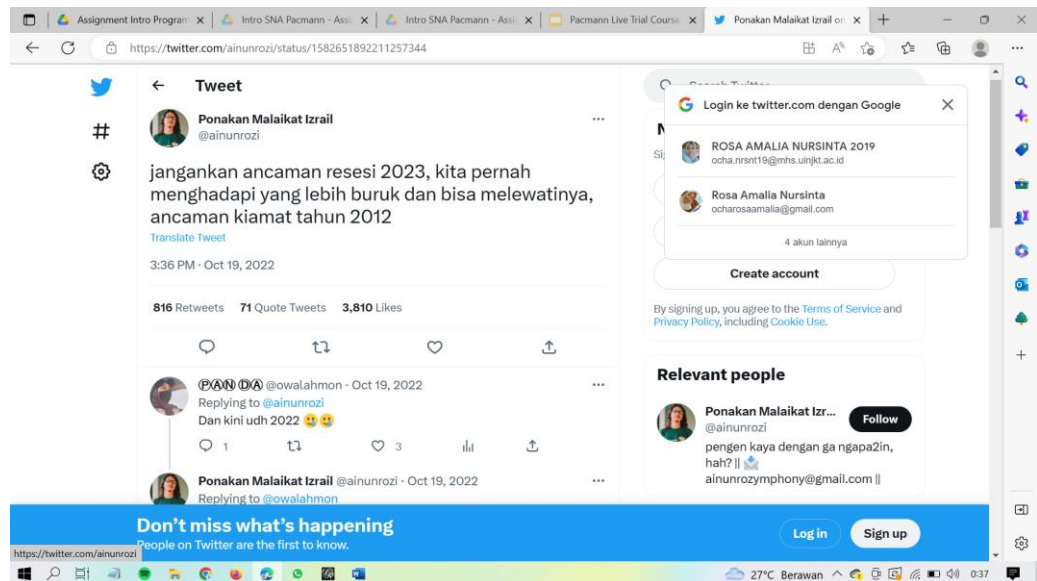 Assignment Intro Program
Intro SNA Pacmann - Assi
Intro SNA Pacmann - Assi
Pacmann Live Trial Course
Ponakan Malaikat Izrail on
https://twitter.com/ainunrozi/status/1582651892211257344
Tweet
Ponakan Malaikat Izrail
@ainunrozi
jangankan ancaman resesi 2023, kita pernah
menghadapi yang lebih buruk dan bisa melewatinya,
ancaman kiamat tahun 2012
Translate Tweet
3:36 PM · Oct 19, 2022
816 Retweets 71 Quote Tweets 3,810 Likes
ⓅⒶⓃ ⒹⒶ @owalahmon · Oct 19, 2022
Replying to @ainunrozi
Dan kini udh 2022 🥲🥲
1 3
Ponakan Malaikat Izrail @ainunrozi · Oct 19, 2022
Replying to @owalahmon
Login ke twitter.com dengan Google
ROSA AMALIA NURSINTA 2019
ocha.nrsnt19@mhs.uinjkt.ac.id
Rosa Amalia Nursinta
ocharosaamalia@gmail.com
4 akun lainnya
Create account
By signing up, you agree to the Terms of Service and
Privacy Policy, including Cookie Use.
Relevant people
Ponakan Malaikat Izr...
@ainunrozi
Follow
pengen kaya dengan ga ngapa2in,
hah? || 📩
ainunrozymphony@gmail.com ||
Don't miss what's happening
People on Twitter are the first to know.
Log in
Sign up
https://twitter.com/ainunrozi
27°C Berawan
0:37